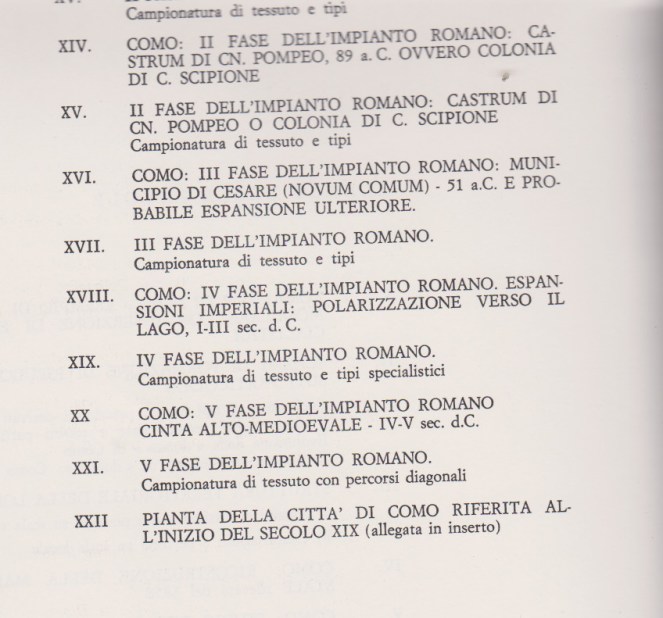 Campionatura di tessuto e tipi
XIV. COMO: II FASE DELL'IMPIANTO ROMANO: CA-
STRUM DI CN. POMPEO, 89 a. C. OVVERO COLONIA
DI C. SCIPIONE
XV. II FASE DELL'IMPIANTO ROMANO: CASTRUM DI
CN. POMPEO O COLONIA DI C. SCIPIONE
Campionatura di tessuto e tipi
XVI. COMO: III FASE DELL'IMPIANTO ROMANO: MUNI-
CIPIO DI CESARE (NOVUM COMUM) - 51 a.C. E PRO-
BABILE ESPANSIONE ULTERIORE.
XVII. III FASE DELL'IMPIANTO ROMANO.
Campionatura di tessuto e tipi
XVIII. COMO: IV FASE DELL'IMPIANTO ROMANO. ESPAN-
SIONI IMPERIALI: POLARIZZAZIONE VERSO IL
LAGO, I-III sec. d. C.
XIX. IV FASE DELL'IMPIANTO ROMANO.
Campionatura di tessuto e tipi specialistici
XX COMO: V FASE DELL'IMPIANTO ROMANO
CINTA ALTO-MEDIOEVALE - IV-V sec. d.C.
XXI. V FASE DELL'IMPIANTO ROMANO.
Campionatura di tessuto con percorsi diagonali
XXII PIANTA DELLA CITTA' DI COMO RIFERITA AL-
L'INIZIO DEL SECOLO XIX (allegata in inserto)